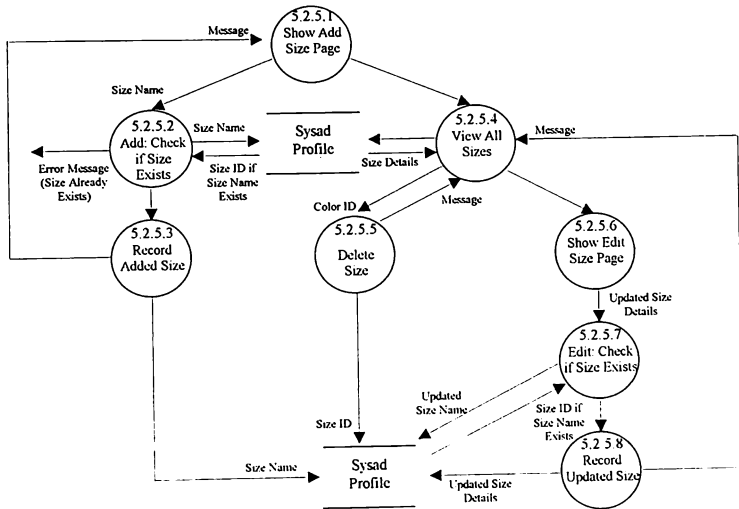 5.2.5.1
Show Add
Size Page
Message
Size Name
5.2.5.2
Add: Check
if Size
Exists
Size Name
Sysad
Profile
5.2.5.4
View All
Sizes
Message
Error Message
(Size Already
Exists)
Size ID if
Size Name
Exists
Size Details
Color ID
Message
5.2.5.3
Record
Added Size
5.2.5.5
Delete
Size
5.2.5.6
Show Edit
Size Page
Updated Size
Details
5.2.5.7
Edit: Check
if Size Exists
Updated
Size Name
Size ID if
Size Name
Exists
Size ID
5.2 5.8
Record
Updated Size
Sysad
Profile
Size Name
Updated Size
Details